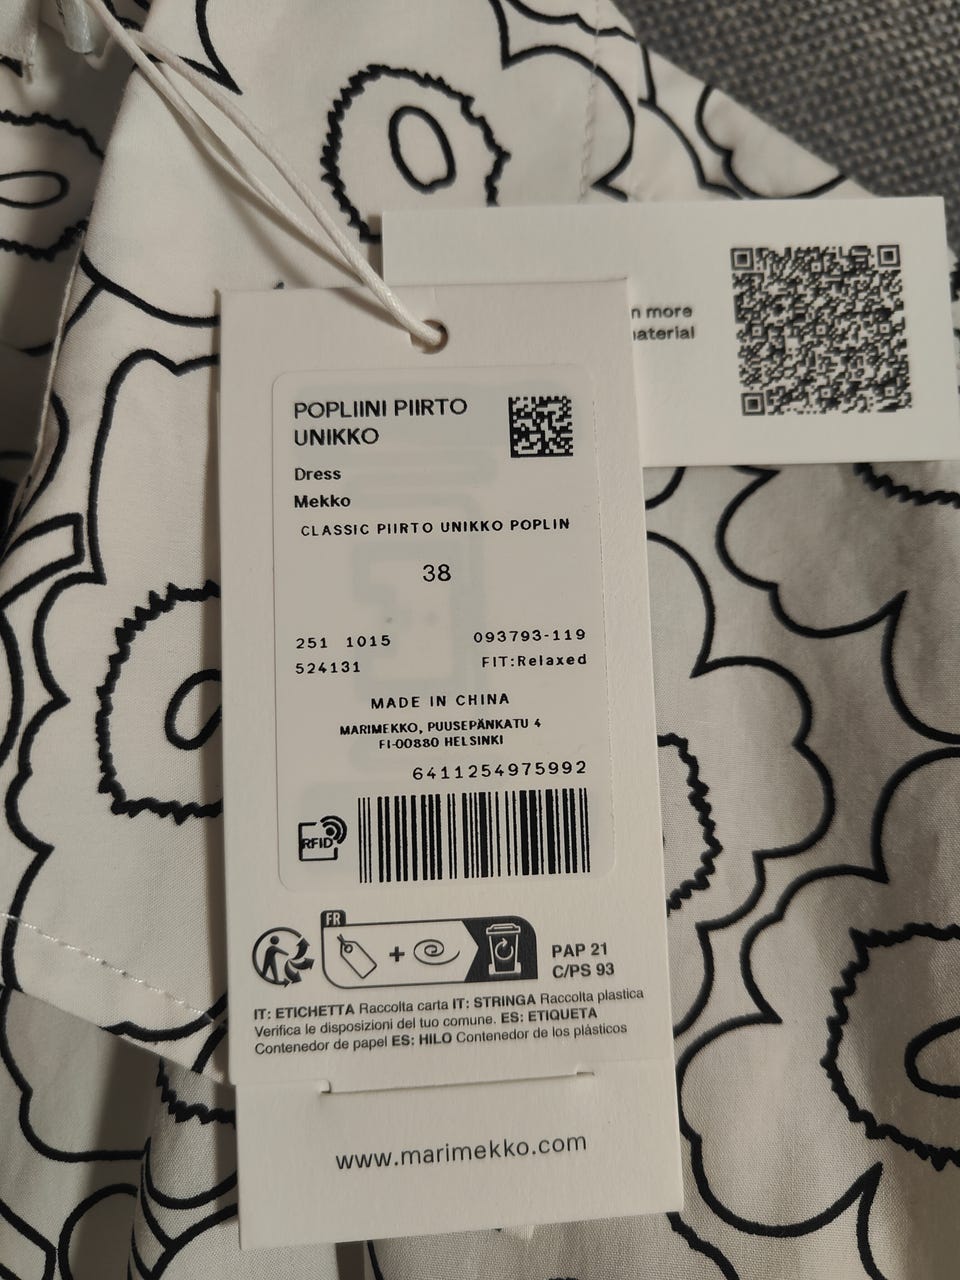 n more
aterial
POPLIINI PIIRTO
UNIKKO
Dress
Mekko
CLASSIC PIIRTO UNIKKO POPLIN
38
251 1015 093793-119
524131 FIT:Relaxed
MADE IN CHINA
MARIMEKKO, PUUSEPÄNKATU 4
FI-00880 HELSINKI
6411254975992
RFID
FR
+
PAP 21
C/PS 93
IT: ETICHETTA Raccolta carta IT: STRINGA Raccolta plastica
Verifica le disposizioni del tuo comune. ES: ETIQUETA
Contenedor de papel ES: HILO Contenedor de los plásticos
www.marimekko.com